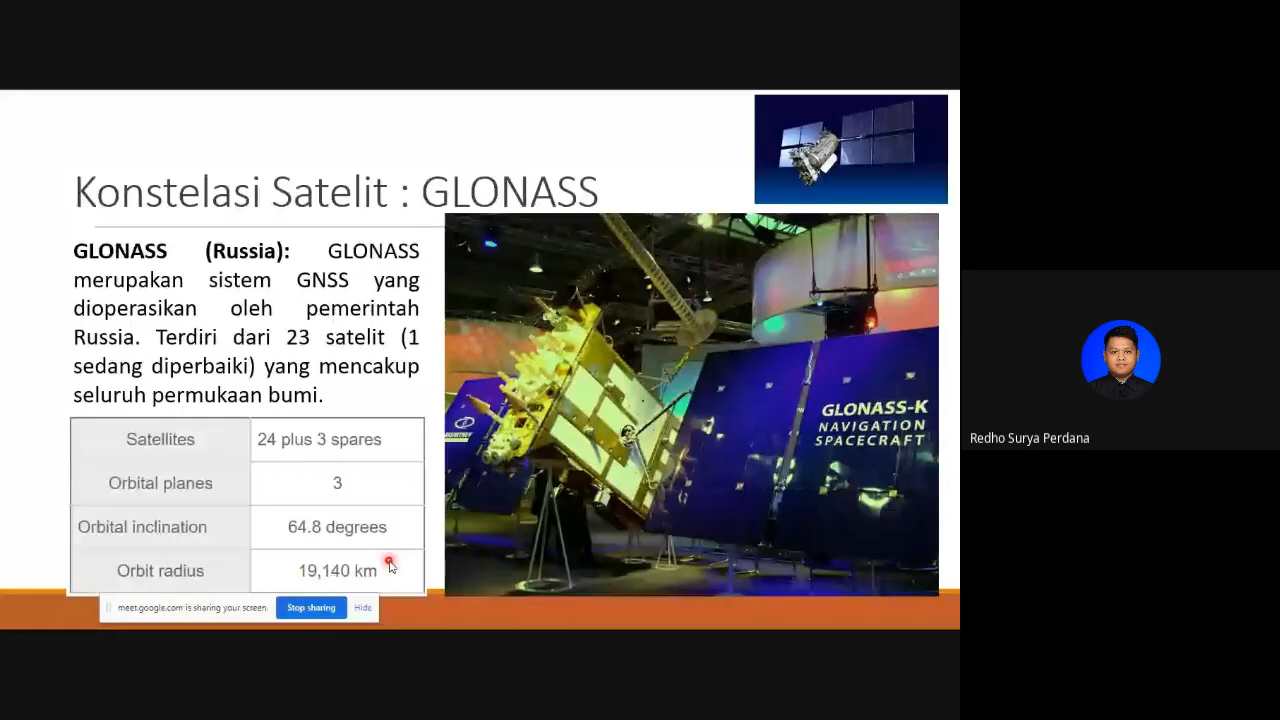 Konstelasi Satelit : GLONASS
GLONASS (Russia): GLONASS
merupakan sistem GNSS yang
dioperasikan oleh pemerintah
Russia. Terdiri dari 23 satelit (1
sedang diperbaiki) yang mencakup
seluruh permukaan bumi.
Satellites 24 plus 3 spares
Orbital planes 3
Orbital inclination 64.8 degrees
Orbit radius 19,140 km
GLONASS-K
NAVIGATION
SPACECRAFT
meet.google.com is sharing your screen. Stop sharing Hide
Redho Surya Perdana